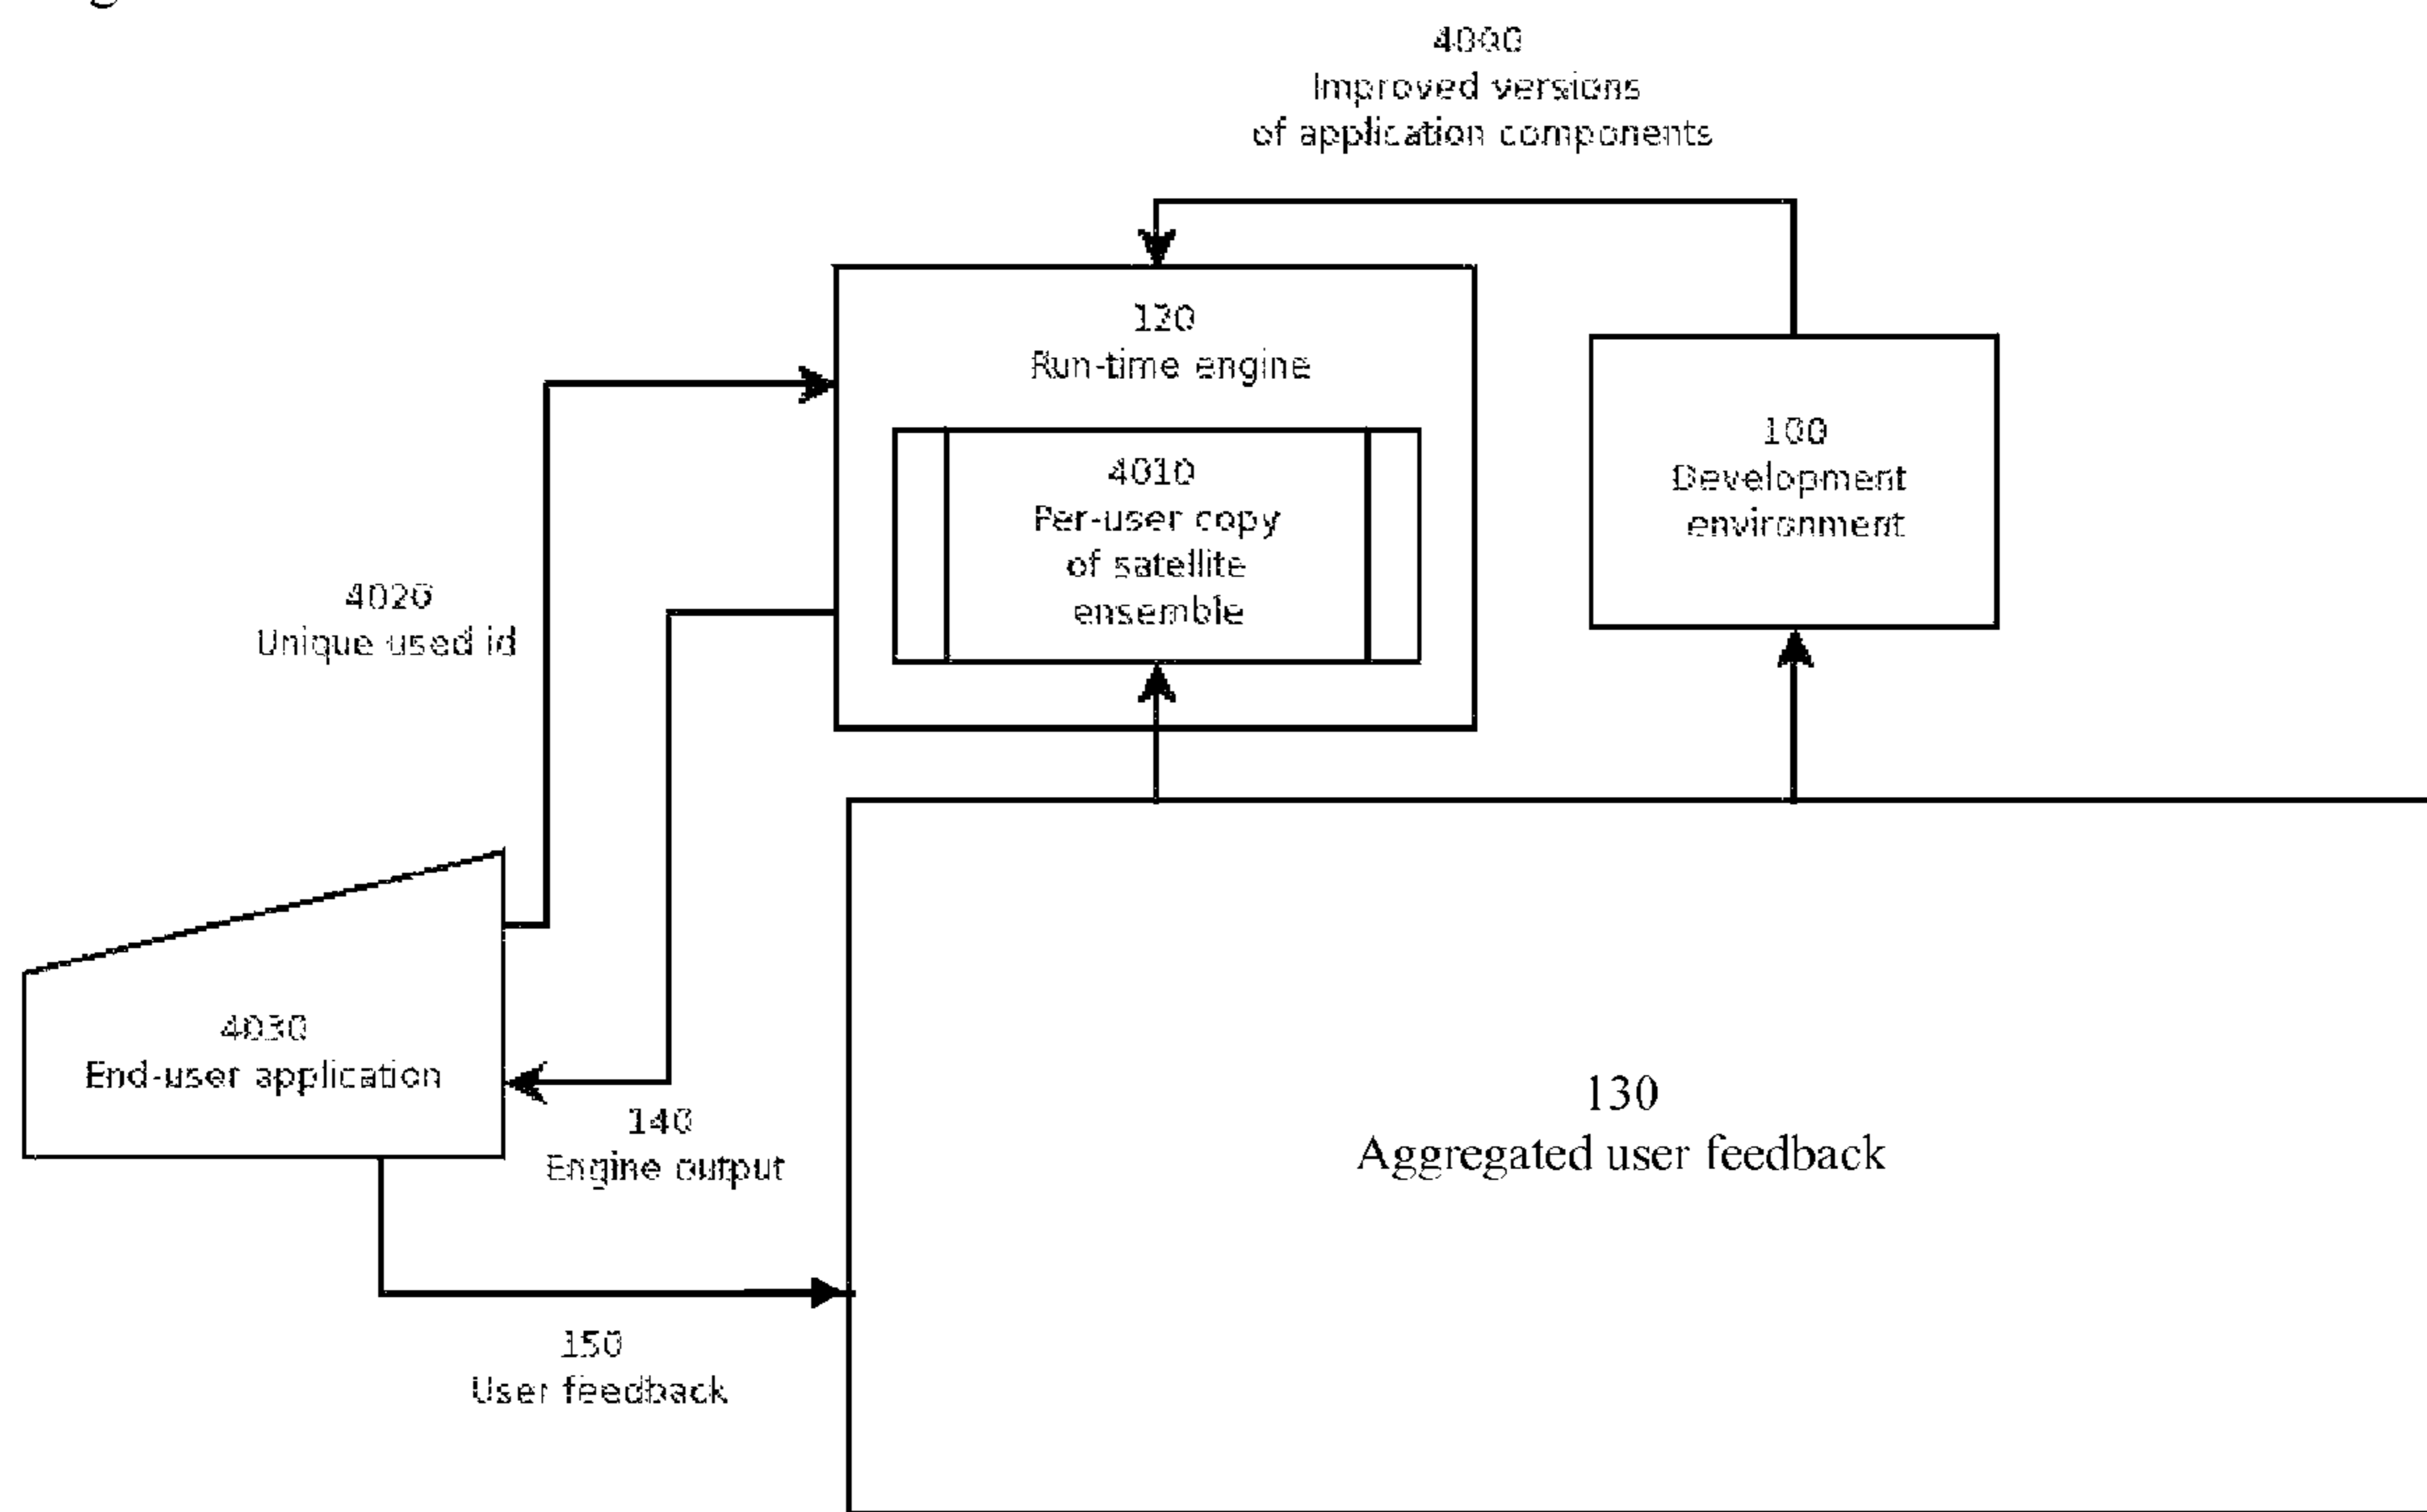 4000
Improved versions
of application components
120
Run-time engine
4010
Per-user copy
of satellite
ensemble
100
Development
environment
4020
Unique used id
4030
End-user application
140
Engine output
130
Aggregated user feedback
150
User feedback